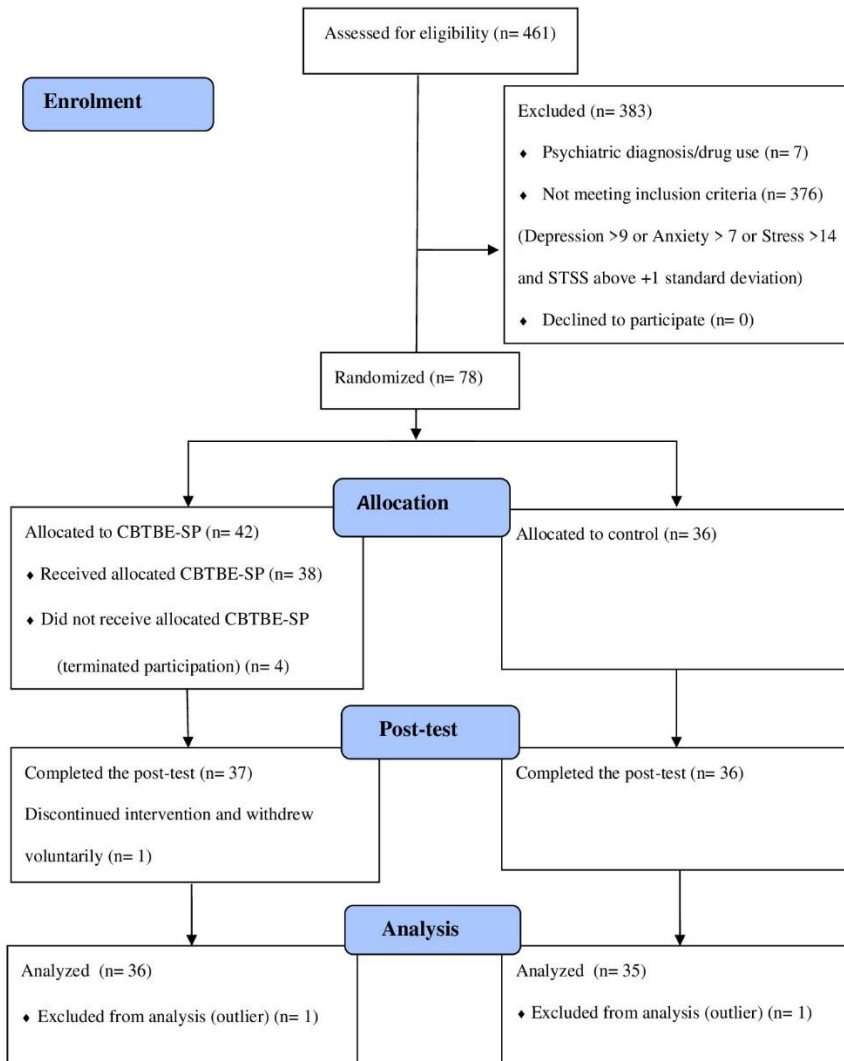 Assessed for eligibility (n= 461)
Enrolment
Excluded (n= 383)
♦ Psychiatric diagnosis/drug use (n= 7)
♦ Not meeting inclusion criteria (n= 376)
(Depression >9 or Anxiety > 7 or Stress >14
and STSS above +1 standard deviation)
♦ Declined to participate (n= 0)
Randomized (n= 78)
Allocation
Allocated to CBTBE-SP (n= 42)
♦ Received allocated CBTBE-SP (n= 38)
♦ Did not receive allocated CBTBE-SP
(terminated participation) (n= 4)
Allocated to control (n= 36)
Post-test
Completed the post-test (n= 37)
Discontinued intervention and withdrew
voluntarily (n= 1)
Completed the post-test (n= 36)
Analysis
Analyzed (n= 36)
♦ Excluded from analysis (outlier) (n= 1)
Analyzed (n= 35)
♦ Excluded from analysis (outlier) (n= 1)